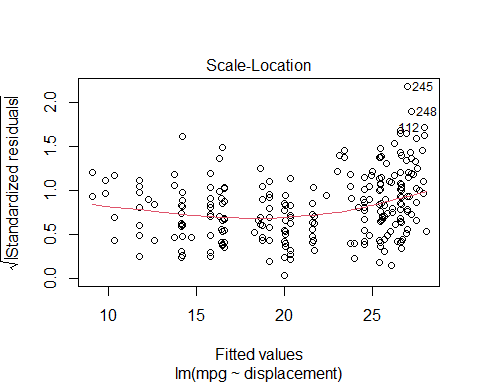 Scale-Location
√|Standardized residuals|
2.0
1.5
1.0
0.5
0.0
245
248
112
10 15 20 25
Fitted values
lm(mpg ~ displacement)